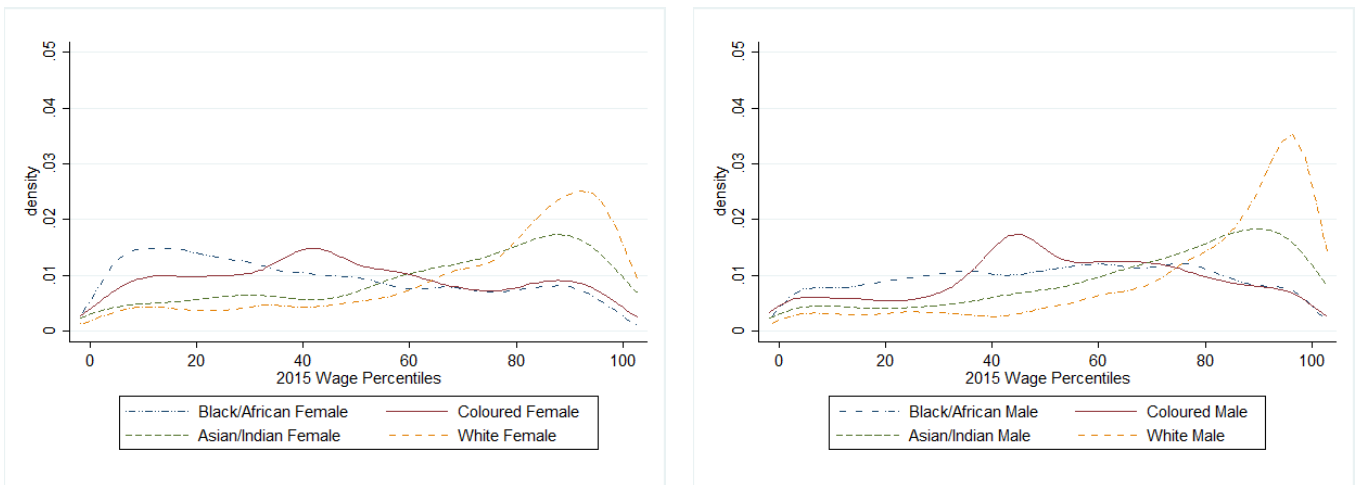 .05
.04
.03
.02
.01
0
density
0 20 40 60 80 100
2015 Wage Percentiles
Black/African Female Coloured Female
Asian/Indian Female White Female
.05
.04
.03
.02
.01
0
density
0 20 40 60 80 100
2015 Wage Percentiles
Black/African Male Coloured Male
Asian/Indian Male White Male